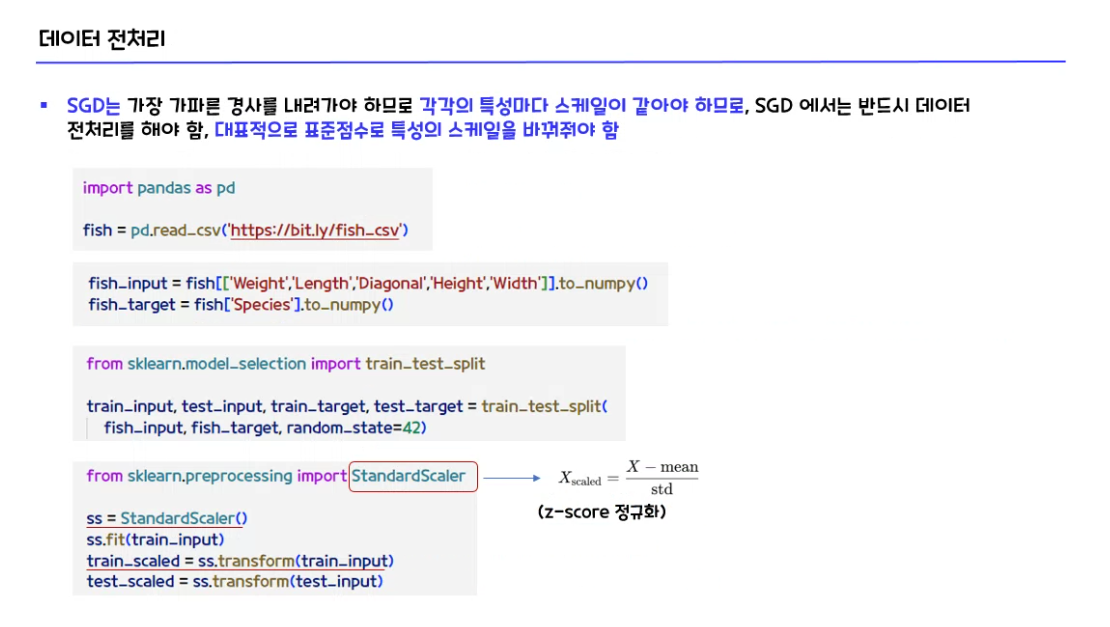 데이터 전처리
▪ SGD는 가장 가파른 경사를 내려가야 하므로 각각의 특성마다 스케일이 같아야 하므로, SGD 에서는 반드시 데이터
전처리를 해야 함, 대표적으로 표준점수로 특성의 스케일을 바꿔줘야 함
import pandas as pd
fish = pd.read_csv('https://bit.ly/fish_csv')
fish_input = fish[['Weight','Length','Diagonal','Height','Width']].to_numpy()
fish_target = fish['Species'].to_numpy()
from sklearn.model_selection import train_test_split
train_input, test_input, train_target, test_target = train_test_split(
fish_input, fish_target, random_state=42)
from sklearn.preprocessing import StandardScaler
X_scaled = (X − mean) / std
(z-score 정규화)
ss = StandardScaler()
ss.fit(train_input)
train_scaled = ss.transform(train_input)
test_scaled = ss.transform(test_input)